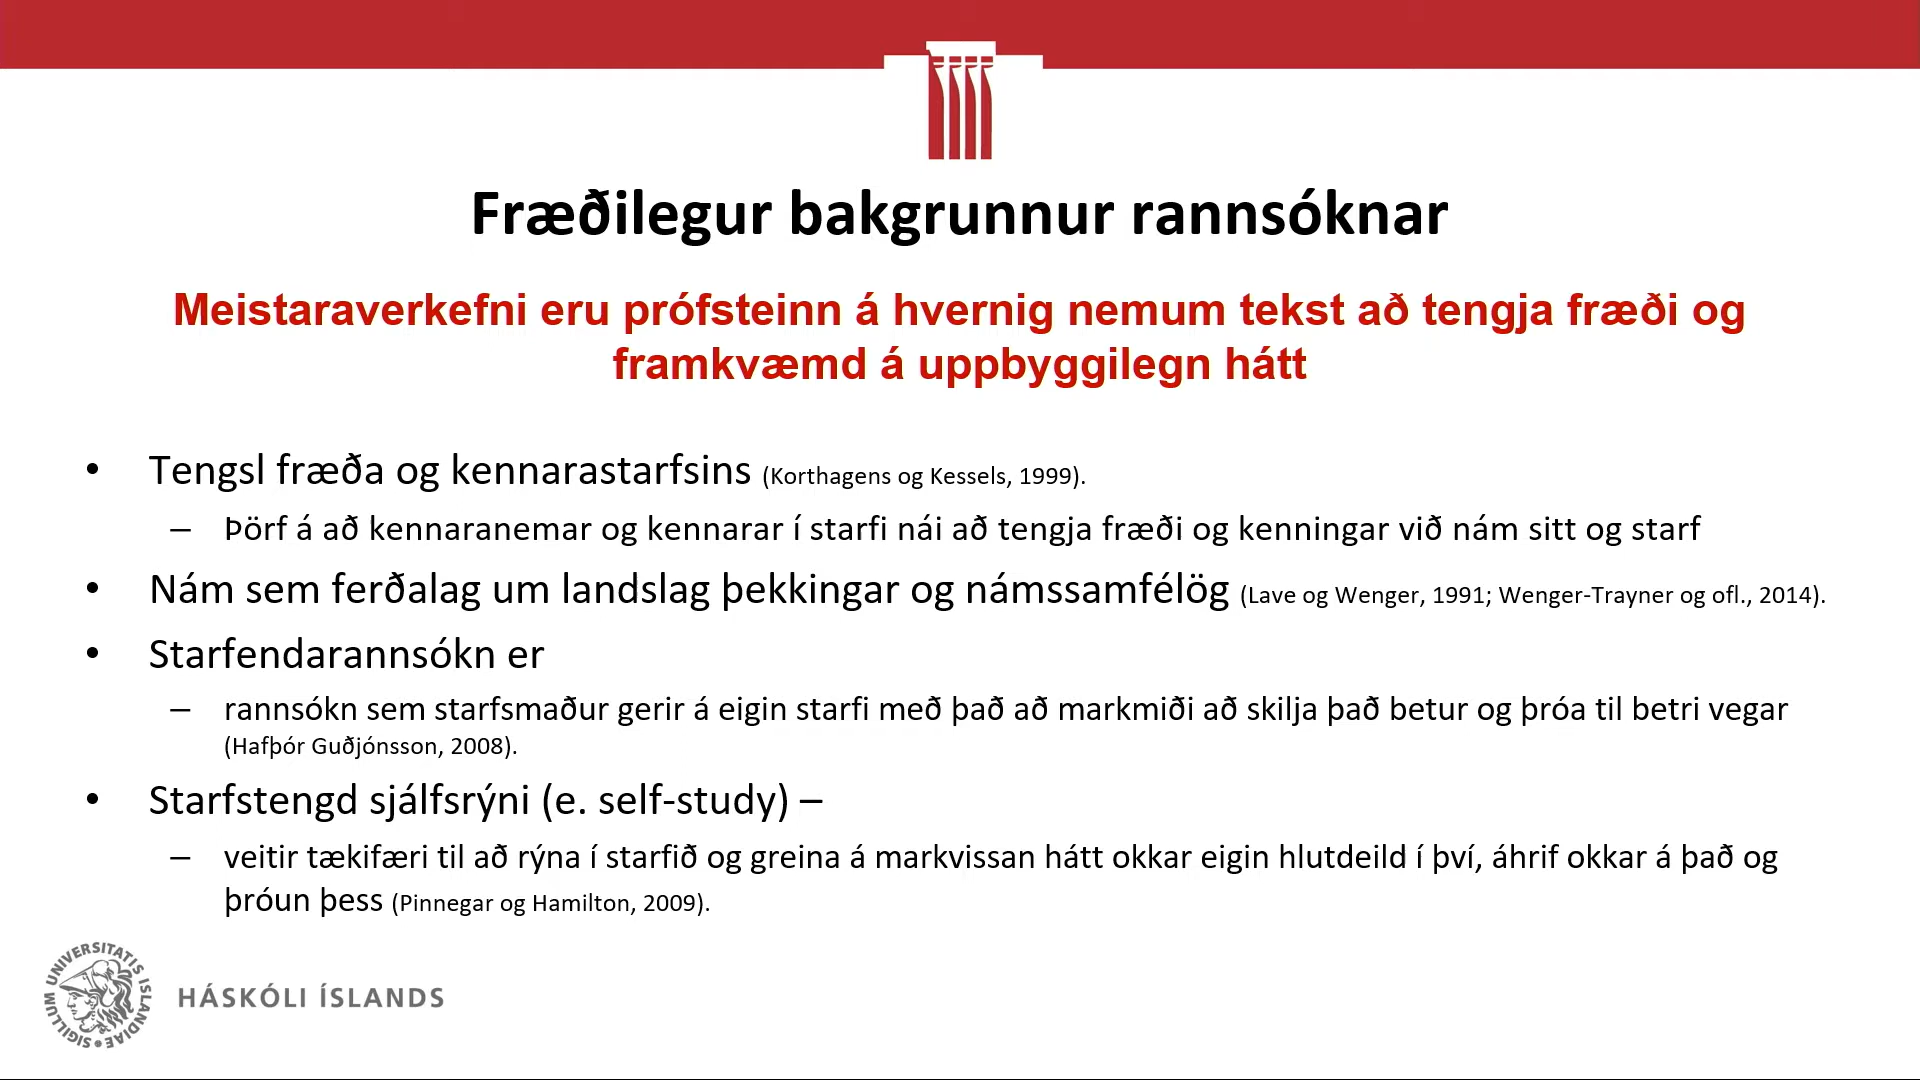 Fræðilegur bakgrunnur rannsóknar
Meistaraverkefni eru prófsteinn á hvernig nemum tekst að tengja fræði og
framkvæmd á uppbyggilegn hátt
• Tengsl fræða og kennarastarfsins (Korthagens og Kessels, 1999).
– Þörf á að kennaranemar og kennarar í starfi nái að tengja fræði og kenningar við nám sitt og starf
• Nám sem ferðalag um landslag þekkingar og námssamfélög (Lave og Wenger, 1991; Wenger-Trayner og ofl., 2014).
• Starfendarannsókn er
– rannsókn sem starfsmaður gerir á eigin starfi með það að markmiði að skilja það betur og þróa til betri vegar
(Hafþór Guðjónsson, 2008).
• Starfstengd sjálfsrýni (e. self-study) –
– veitir tækifæri til að rýna í starfið og greina á markvissan hátt okkar eigin hlutdeild í því, áhrif okkar á það og
þróun þess (Pinnegar og Hamilton, 2009).
SIGILLUM UNIVERSITATIS ISLANDIAE
HÁSKÓLI ÍSLANDS